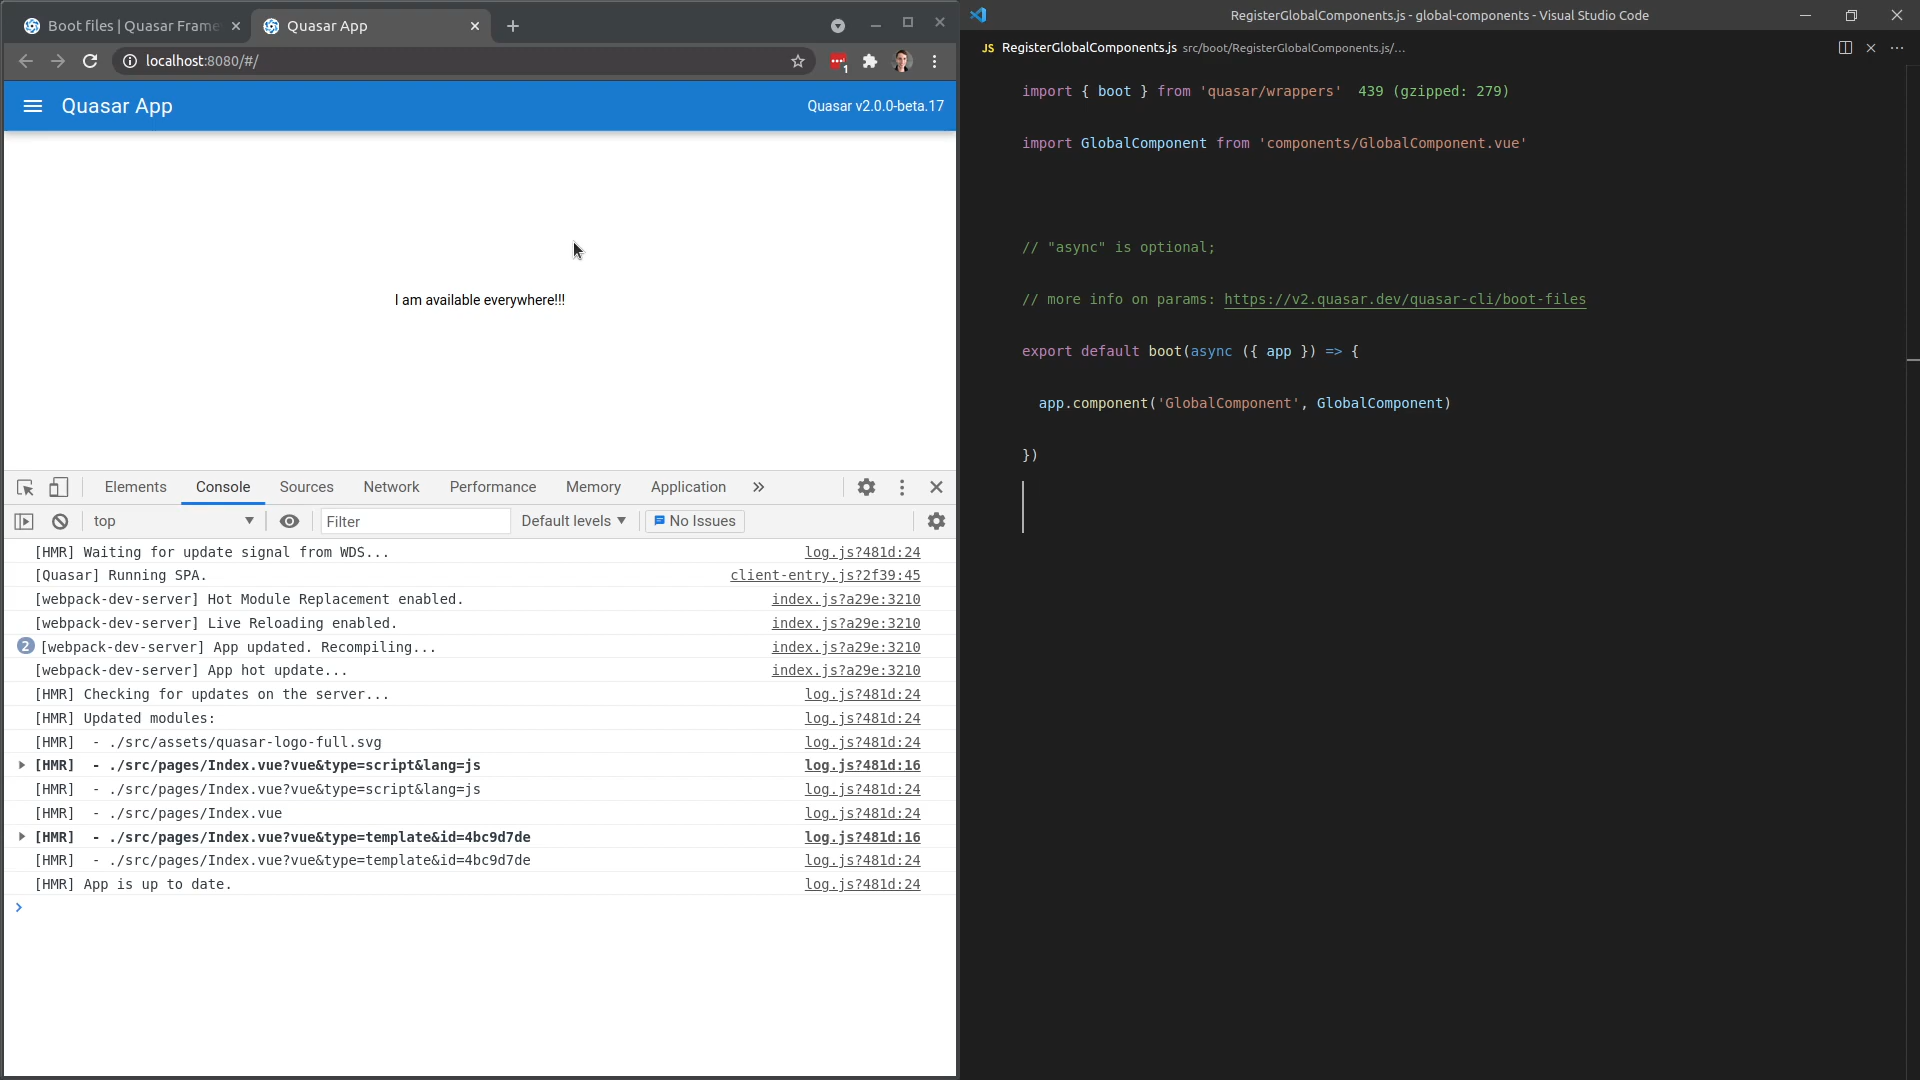 Boot files | Quasar Frame
Quasar App
localhost:8080/#/
1
Quasar App
Quasar v2.0.0-beta.17
I am available everywhere!!!
Elements
Console
Sources
Network
Performance
Memory
Application
top
Filter
Default levels
No Issues
[HMR] Waiting for update signal from WDS... log.js?481d:24
[Quasar] Running SPA. client-entry.js?2f39:45
[webpack-dev-server] Hot Module Replacement enabled. index.js?a29e:3210
[webpack-dev-server] Live Reloading enabled. index.js?a29e:3210
2 [webpack-dev-server] App updated. Recompiling... index.js?a29e:3210
[webpack-dev-server] App hot update... index.js?a29e:3210
[HMR] Checking for updates on the server... log.js?481d:24
[HMR] Updated modules: log.js?481d:24
[HMR]  - ./src/assets/quasar-logo-full.svg log.js?481d:24
[HMR]  - ./src/pages/Index.vue?vue&type=script&lang=js log.js?481d:16
[HMR]  - ./src/pages/Index.vue?vue&type=script&lang=js log.js?481d:24
[HMR]  - ./src/pages/Index.vue log.js?481d:24
[HMR]  - ./src/pages/Index.vue?vue&type=template&id=4bc9d7de log.js?481d:16
[HMR]  - ./src/pages/Index.vue?vue&type=template&id=4bc9d7de log.js?481d:24
[HMR] App is up to date. log.js?481d:24
RegisterGlobalComponents.js - global-components - Visual Studio Code
JS RegisterGlobalComponents.js src/boot/RegisterGlobalComponents.js/...
import { boot } from 'quasar/wrappers'  439 (gzipped: 279)
import GlobalComponent from 'components/GlobalComponent.vue'
// "async" is optional;
// more info on params: https://v2.quasar.dev/quasar-cli/boot-files
export default boot(async ({ app }) => {
  app.component('GlobalComponent', GlobalComponent)
})